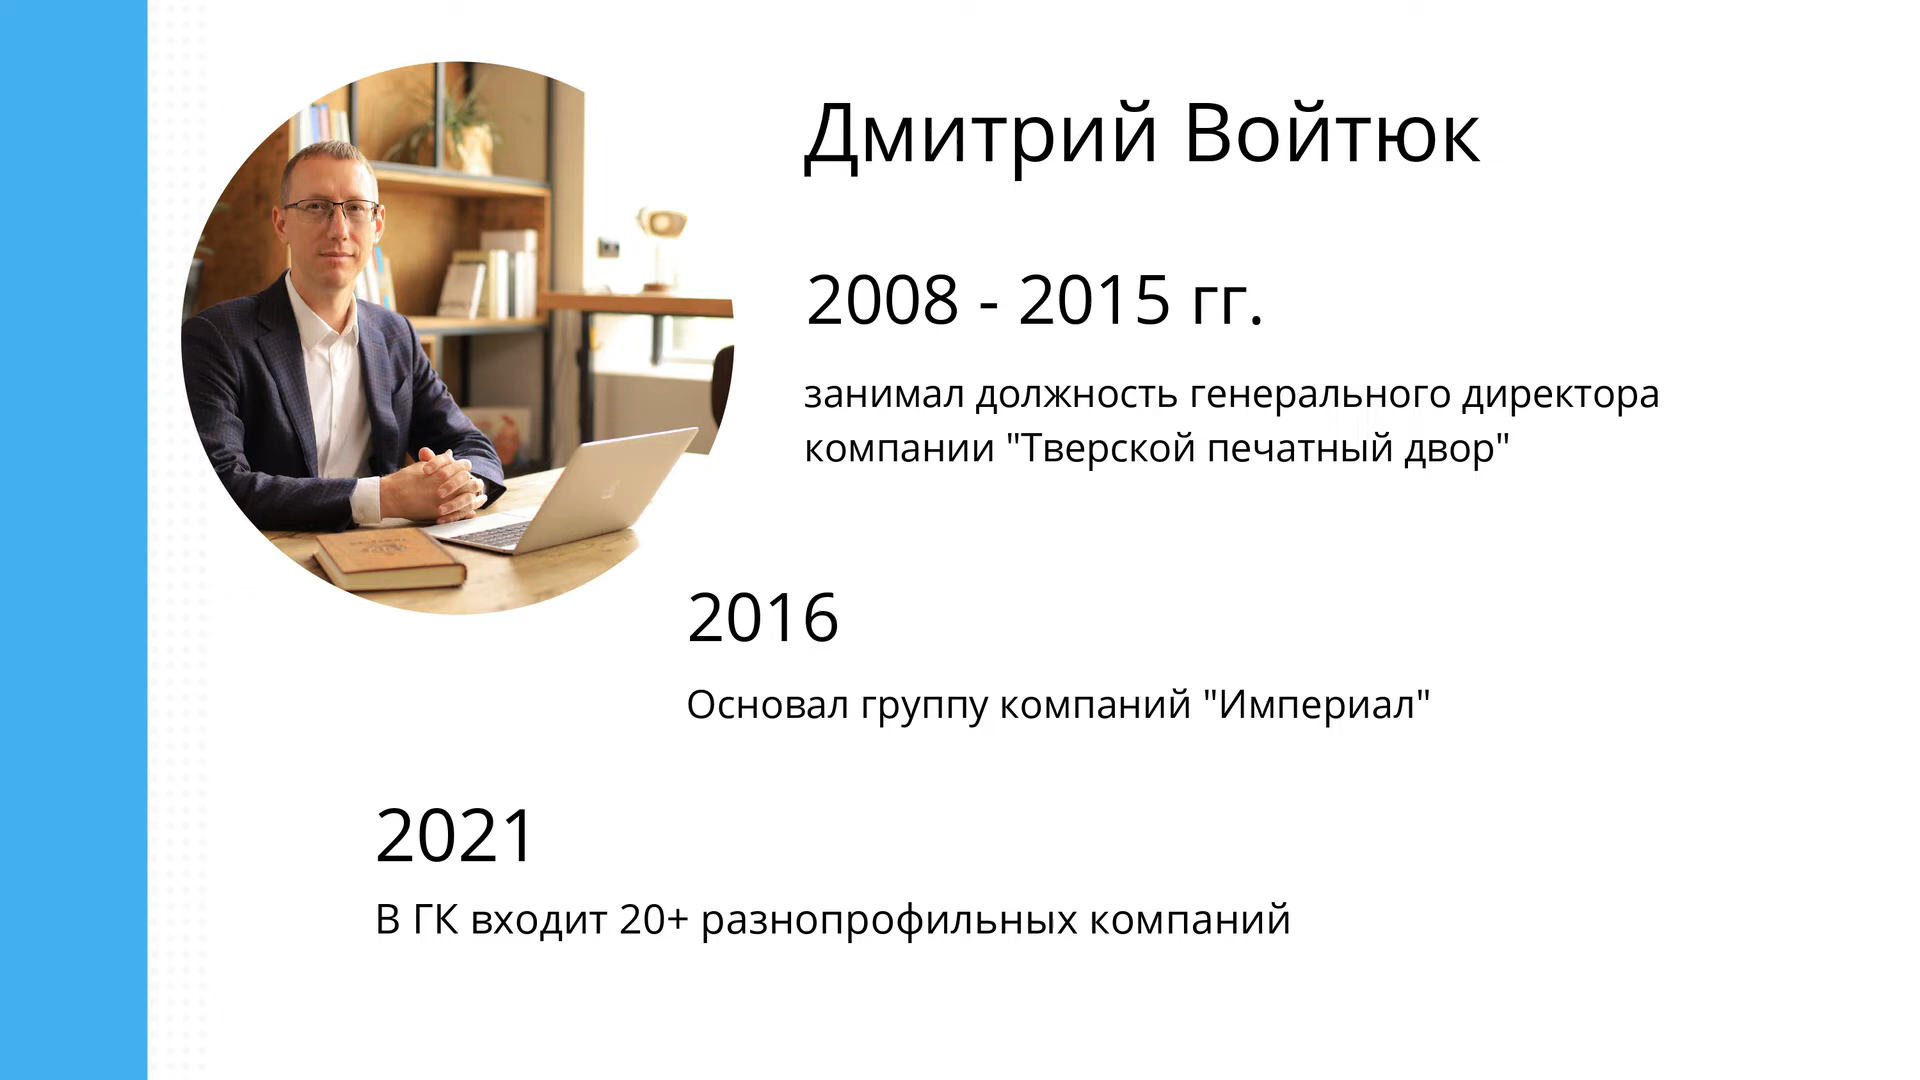 Дмитрий Войтюк
2008 - 2015 гг.
занимал должность генерального директора
компании "Тверской печатный двор"
2016
Основал группу компаний "Империал"
2021
В ГК входит 20+ разнопрофильных компаний